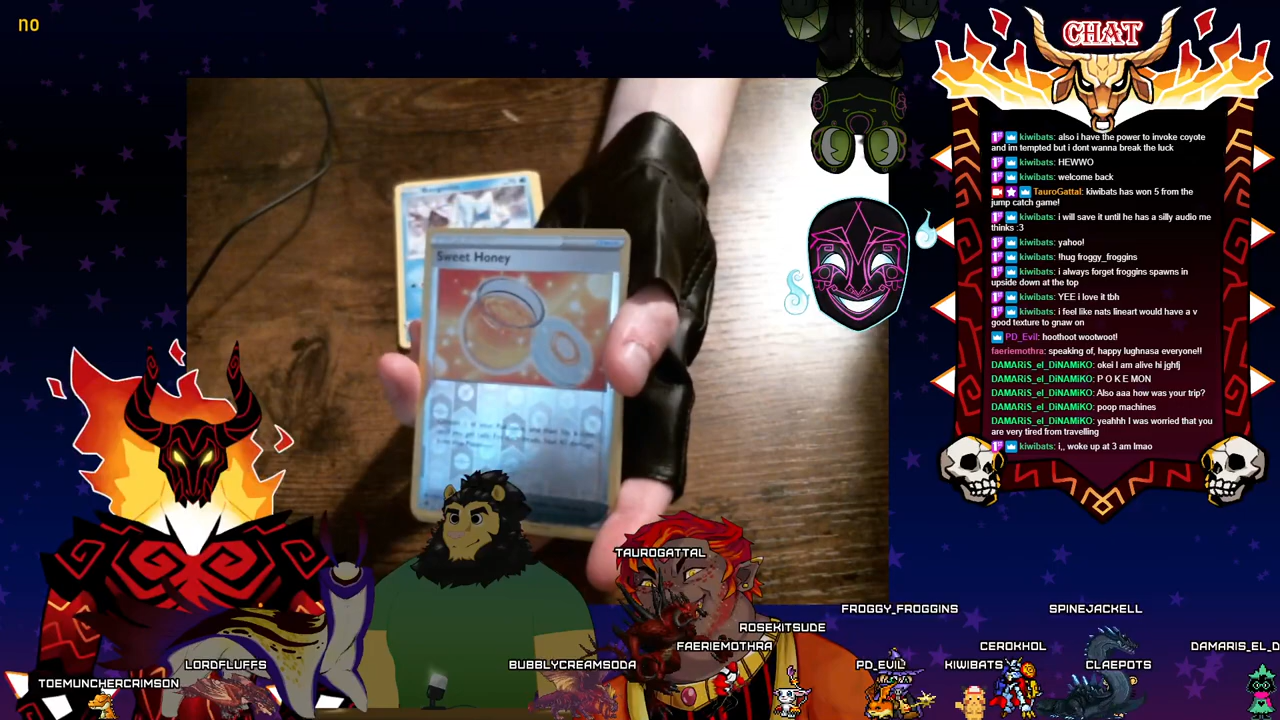 no
CHAT
kiwibats: also i have the power to invoke coyote
and im tempted but i dont wanna break the luck
kiwibats: HEWWO
kiwibats: welcome back
TauroGattal: kiwibats has won 5 from the
jump catch game!
kiwibats: i will save it until he has a silly audio me
thinks :3
kiwibats: yahoo!
kiwibats: !hug froggy_froggins
kiwibats: i always forget froggins spawns in
upside down at the top
kiwibats: YEE i love it tbh
kiwibats: i feel like nats lineart would have a v
good texture to gnaw on
PD_Evil: hoothoot wootwoot!
faeriemothra: speaking of, happy lughnasa everyone!!
DAMARiS_el_DiNAMiKO: okei I am alive hi jghfj
DAMARiS_el_DiNAMiKO: P O K E MON
DAMARiS_el_DiNAMiKO: Also aaa how was your trip?
DAMARiS_el_DiNAMiKO: poop machines
DAMARiS_el_DiNAMiKO: yeahhh I was worried that you
are very tired from travelling
kiwibats: i,, woke up at 3 am lmao
Sweet Honey
TAUROGATTAL
FROGGY_FROGGINS
SPINEJACKELL
ROSEKITSUDE
FAERIEMOTHRA
CEROKHOL
DAMARIS_EL_D
LORDFLUFFS
BUBBLYCREAMSODA
PD_EVIL
KIWIBATS
CLAEPOTS
TOEMUNCHERCRIMSON